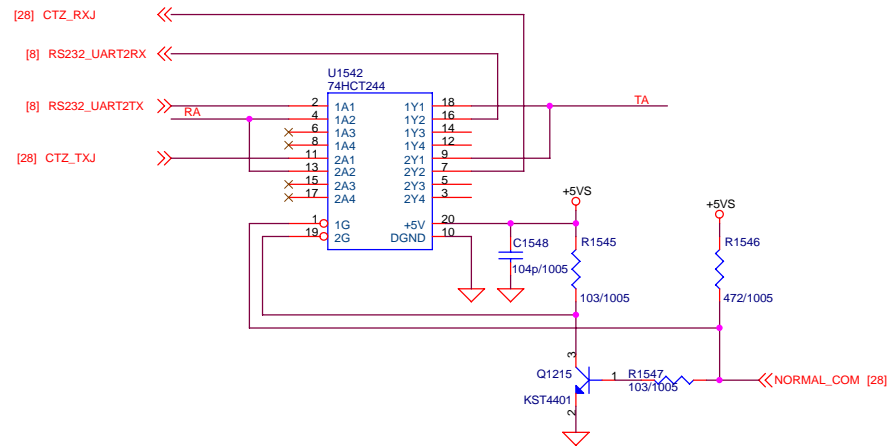 [28] CTZ_RXJ
[8] RS232_UART2RX
U1542
74HCT244
[8] RS232_UART2TX
2 1A1 1Y1 18
TA
RA
4 1A2 1Y2 16
6 1A3 1Y3 14
8 1A4 1Y4 12
[28] CTZ_TXJ
11 2A1 2Y1 9
13 2A2 2Y2 7
15 2A3 2Y3 5
17 2A4 2Y4 3
+5VS
+5VS
1 1G +5V 20
19 2G DGND 10
C1548
104p/1005
R1545
103/1005
R1546
472/1005
3
Q1215
KST4401
1
2
R1547
103/1005
NORMAL_COM [28]